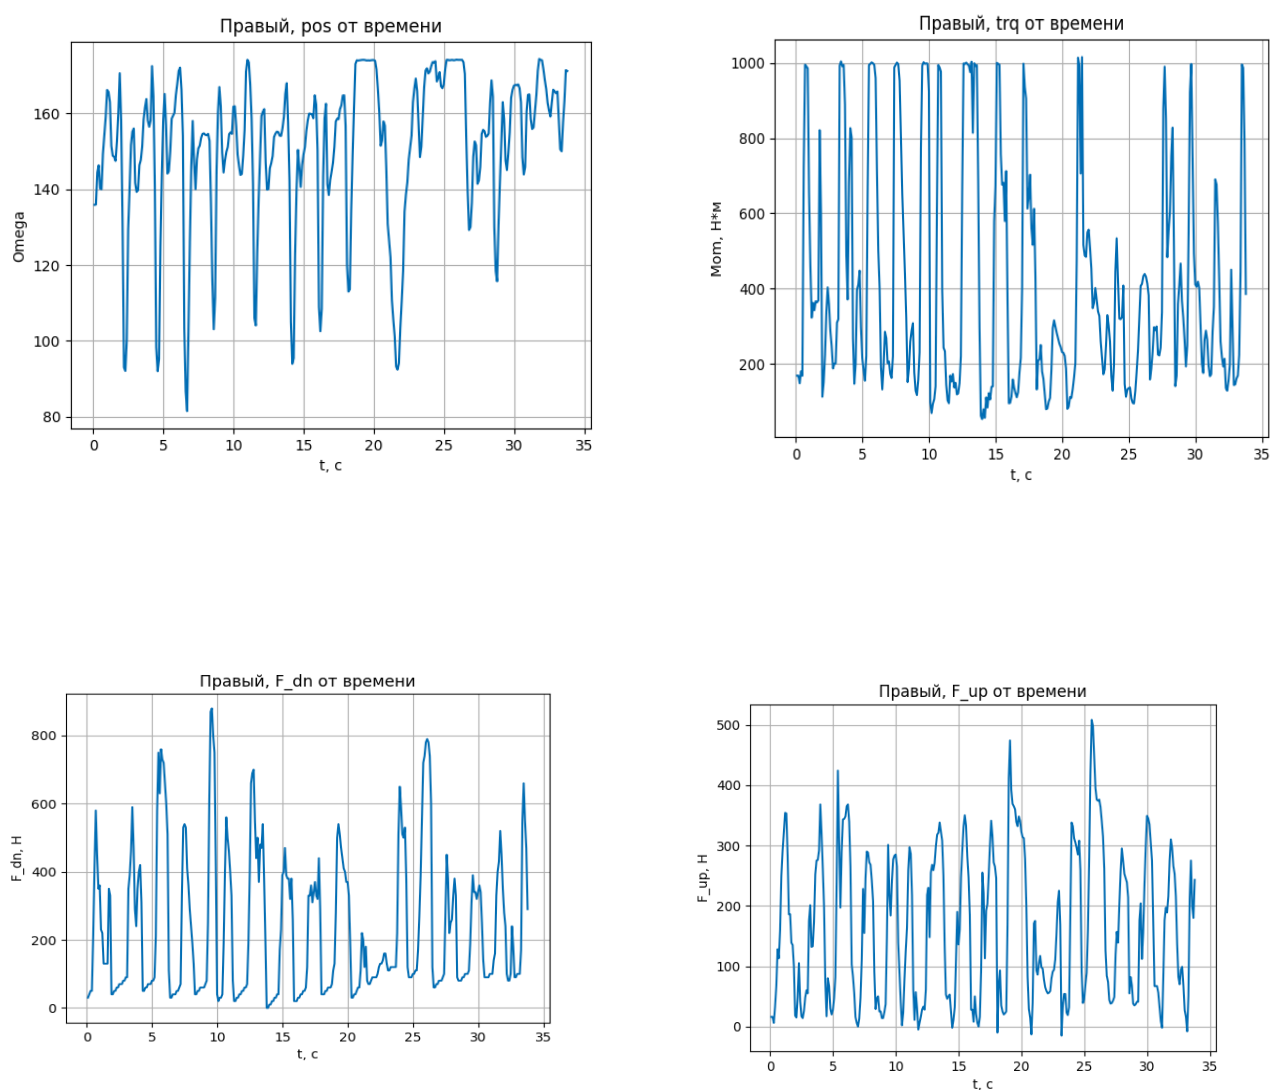 Правый, pos от времени
Omega
160
140
120
100
80
0 5 10 15 20 25 30 35
t, с
Правый, trq от времени
Mom, Н*м
1000
800
600
400
200
0 5 10 15 20 25 30 35
t, с
Правый, F_dn от времени
F_dn, Н
800
600
400
200
0
0 5 10 15 20 25 30 35
t, с
Правый, F_up от времени
F_up, Н
500
400
300
200
100
0
0 5 10 15 20 25 30 35
t, с